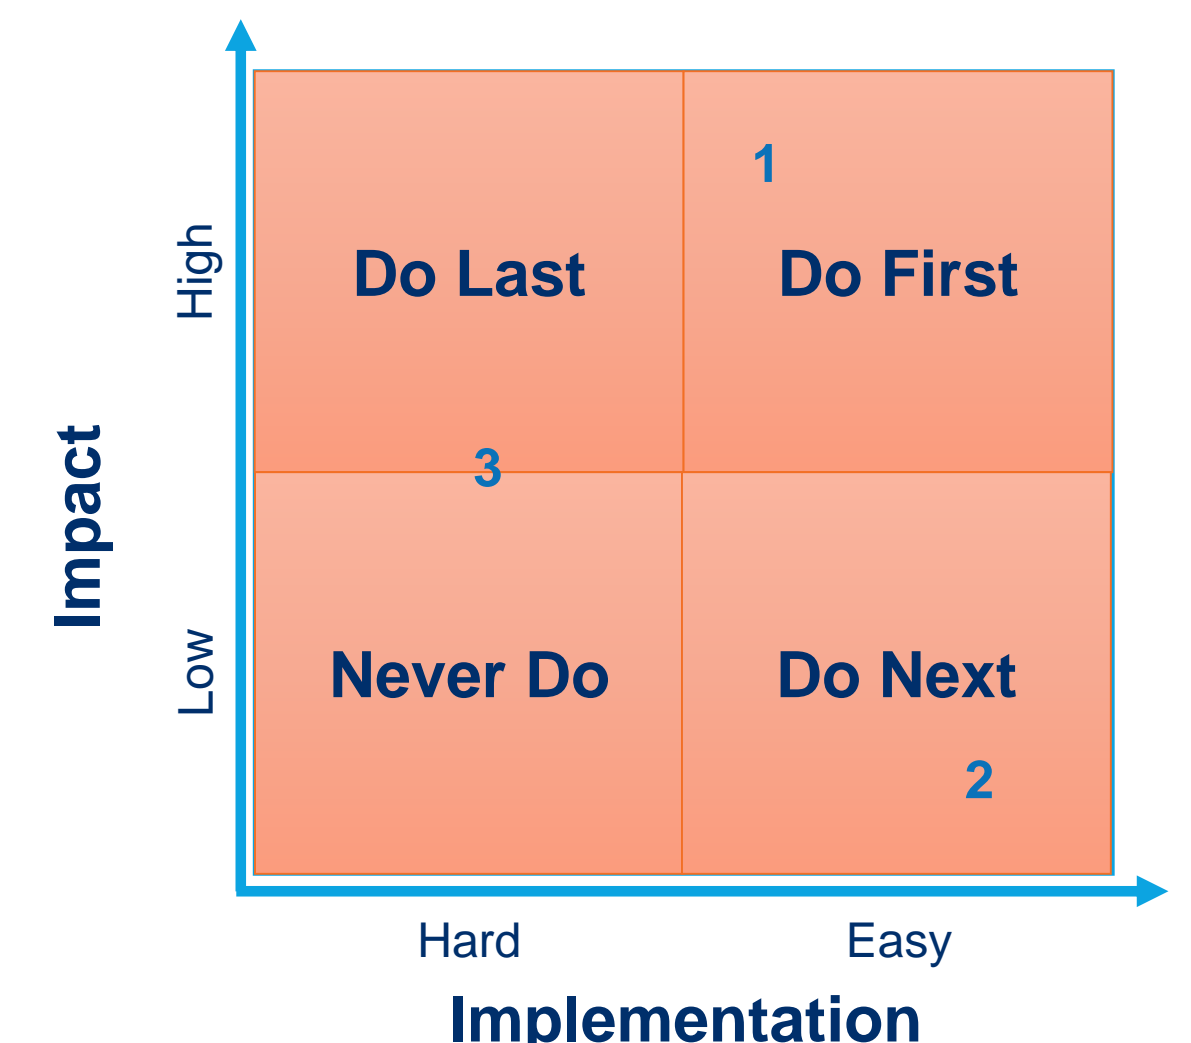 1
High
Do Last
Do First
3
Impact
Low
Never Do
Do Next
2
Hard
Easy
Implementation